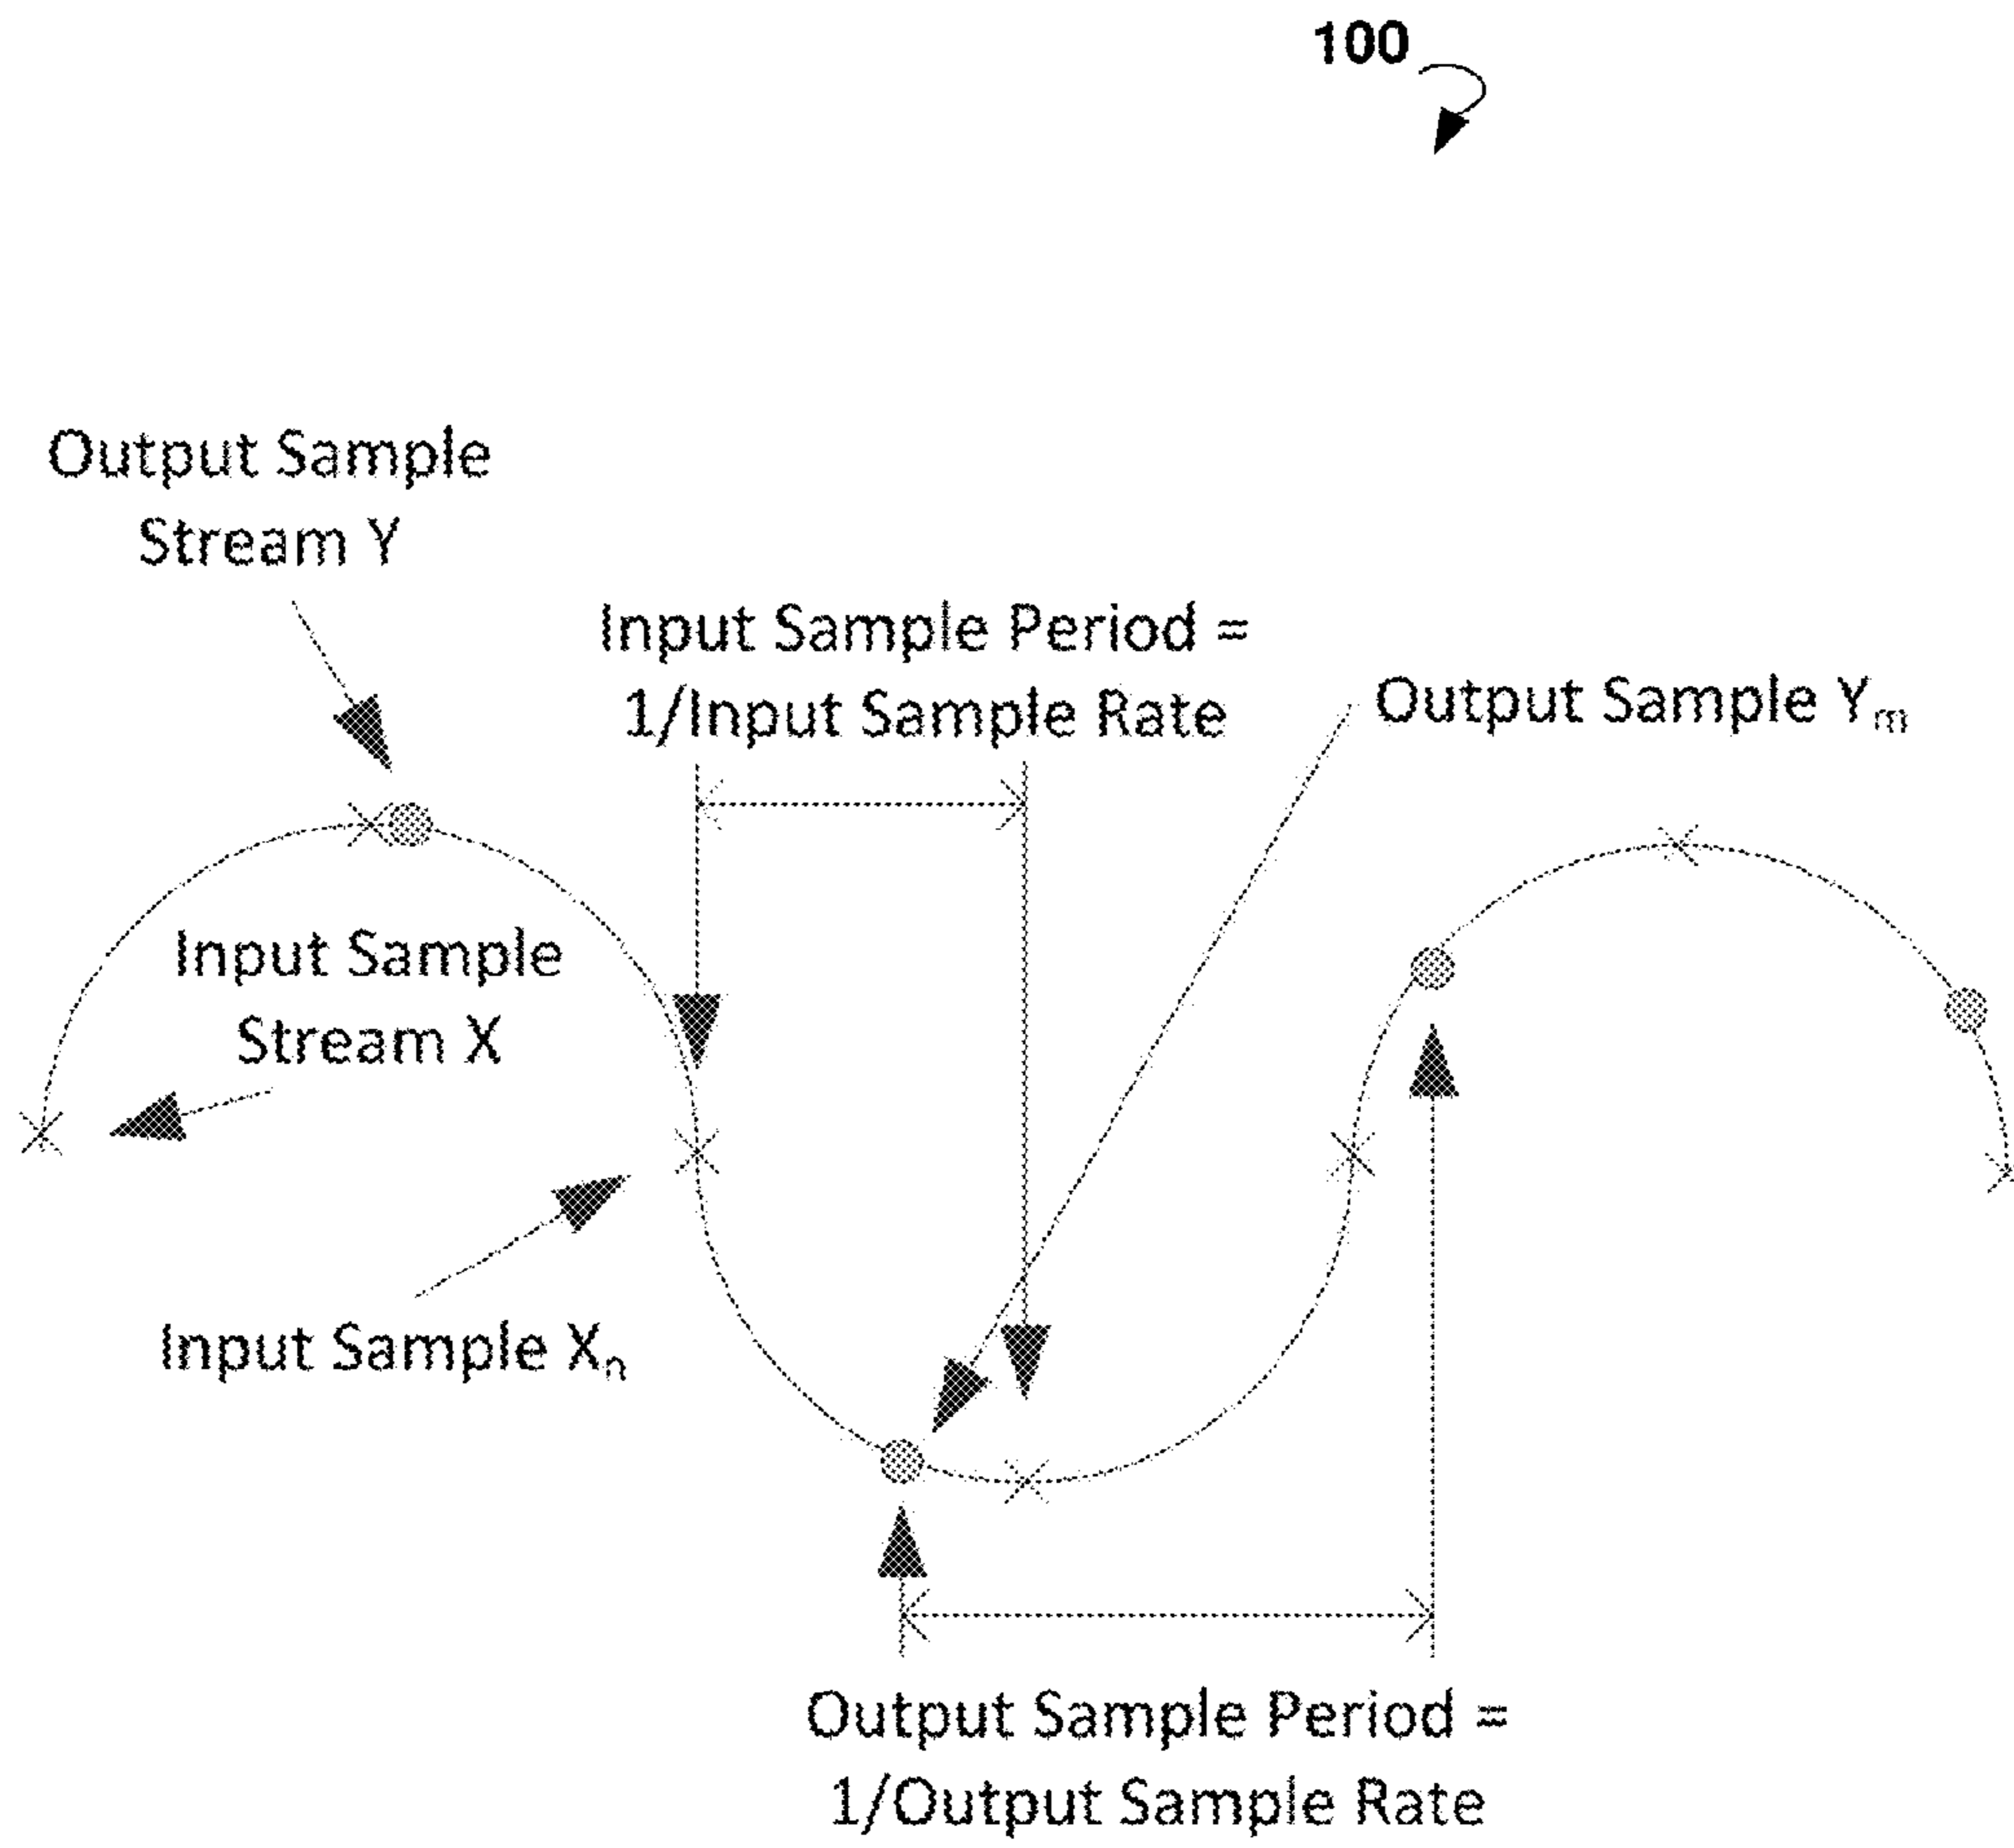 100
Output Sample
Stream Y
Input Sample Period =
1/Input Sample Rate
Output Sample Yₘ
Input Sample
Stream X
Input Sample Xₙ
Output Sample Period =
1/Output Sample Rate